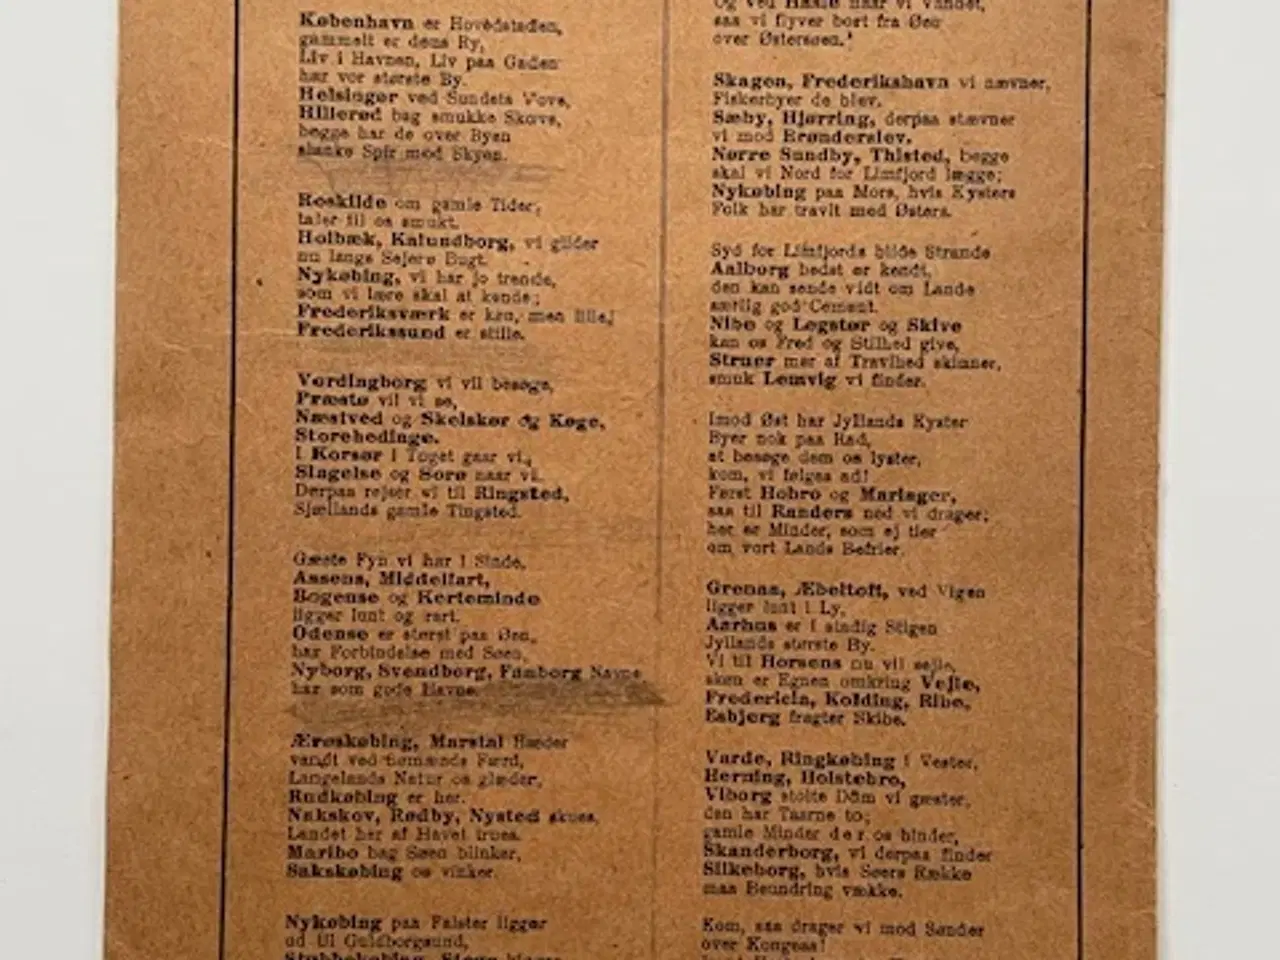 København er Hovedstaden,
gammelt er dens Ry,
Liv i Havnen, Liv paa Gaden
har vor største By.
Helsingør ved Sundets Vove,
Hillerød bag smukke Skove,
begge har de over Byen
slanke Spir mod Skyen.
Roskilde om gamle Tider,
taler til os smukt.
Holbæk, Kalundborg, vi glider
nu langs Sejerø Bugt.
Nykøbing, vi har jo trende,
som vi lære skal at kende;
Frederiksværk er køn, men lille,
Frederikssund er stille.
Vordingborg vi vil besøge,
Præstø vil vi se,
Næstved og Skelskør og Køge,
Storehedinge.
I Korsør i Toget gaar vi,
Slagelse og Sorø naar vi.
Derpaa rejser vi til Ringsted,
Sjællands gamle Tingsted.
Gæste Fyn vi har i Sinde,
Assens, Middelfart,
Bogense og Kerteminde
ligger lunt og rart.
Odense er størst paa Øen,
har Forbindelse med Søen,
Nyborg, Svendborg, Faaborg Navne
har som gode Havne.
Ærøskøbing, Marstal Hæder
vandt ved Sømænds Færd,
Langelands Natur os glæder,
Rudkøbing er her.
Nakskov, Rødby, Nysted skues,
Landet her af Havet trues.
Maribo bag Søen blinker,
Sakskøbing os vinker.
Nykøbing paa Falster ligger
ud til Guldborgsund,
Stubbekøbing, Stege
Og ved Hasle naar vi Vandet,
saa vi flyver bort fra Øen
over Østersøen.
Skagen, Frederikshavn vi nævner,
Fiskerbyer de blev.
Sæby, Hjørring, derpaa stævner
vi mod Brønderslev.
Nørre Sundby, Thisted, begge
skal vi Nord for Limfjord lægge;
Nykøbing paa Mors, hvis Kysters
Folk har travlt med Østers.
Syd for Limfjords blide Strande
Aalborg bedst er kendt,
den kan sende vidt om Lande
særlig god Cement.
Nibe og Løgstør og Skive
kan os Fred og Stilhed give,
Struer mer af Travlhed skinner,
smuk Lemvig vi finder.
Imod Øst har Jyllands Kyster
Byer nok paa Rad,
at besøge dem os lyster,
kom, vi følges ad!
Først Hobro og Mariager,
saa til Randers ned vi drager;
her er Minder, som ej tier
om vort Lands Befrier.
Grenaa, Æbeltoft, ved Vigen
ligger lunt i Ly,
Aarhus er i stadig Stigen
Jyllands største By.
Vi til Horsens nu vil sejle,
skøn er Egnen omkring Vejle,
Fredericia, Kolding, Ribe,
Esbjerg fragter Skibe.
Varde, Ringkøbing i Vester,
Herning, Holstebro,
Viborg stolte Dom vi gæster,
den har Taarne to;
gamle Minder der os binder,
Skanderborg, vi derpaa finder
Silkeborg, hvis Søers Række
maa Beundring vække.
Kom, saa drager vi mod Sønder
over Kongeaa!